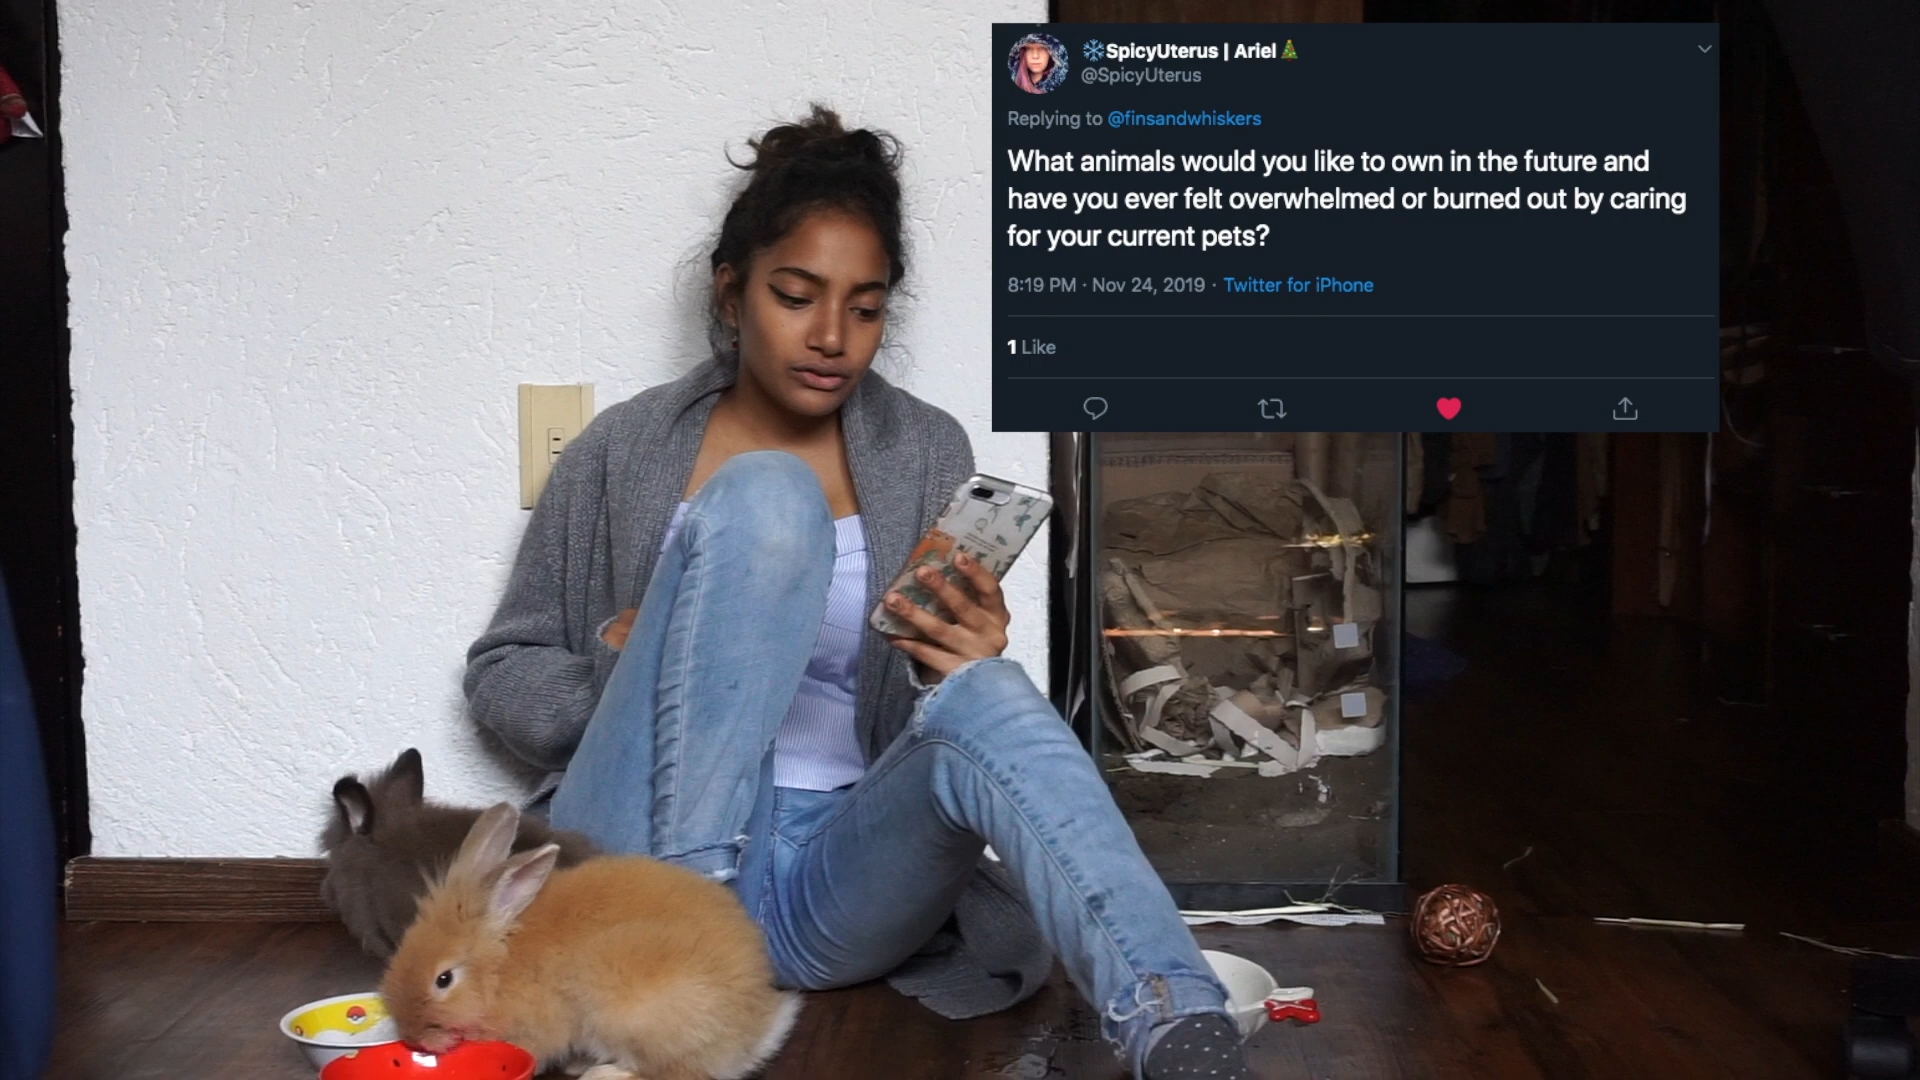 ❄SpicyUterus | Ariel🎄
@SpicyUterus
Replying to @finsandwhiskers
What animals would you like to own in the future and
have you ever felt overwhelmed or burned out by caring
for your current pets?
8:19 PM · Nov 24, 2019 · Twitter for iPhone
1 Like